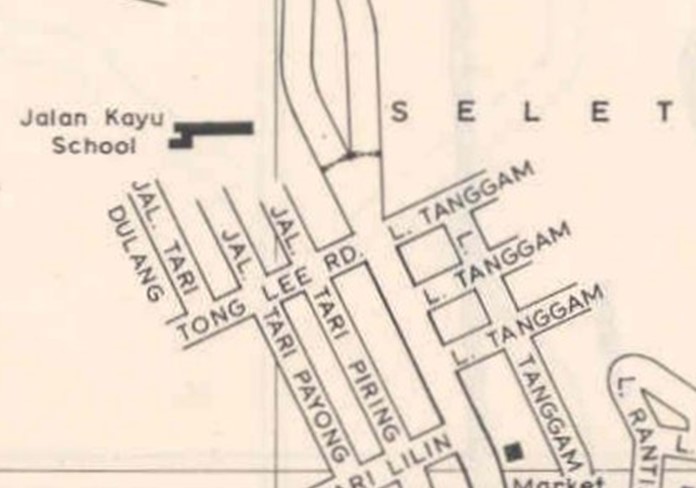 Jalan Kayu
School
S E L E T
L. TANGGAM
JAL. TARI
DULANG
JAL.
JAL.
L.
L. TANGGAM
TONG LEE RD.
TARI PAYONG
TARI PIRING
L. TANGGAM
TANGGAM
L. RANTI
L.
ARI LILIN
Market